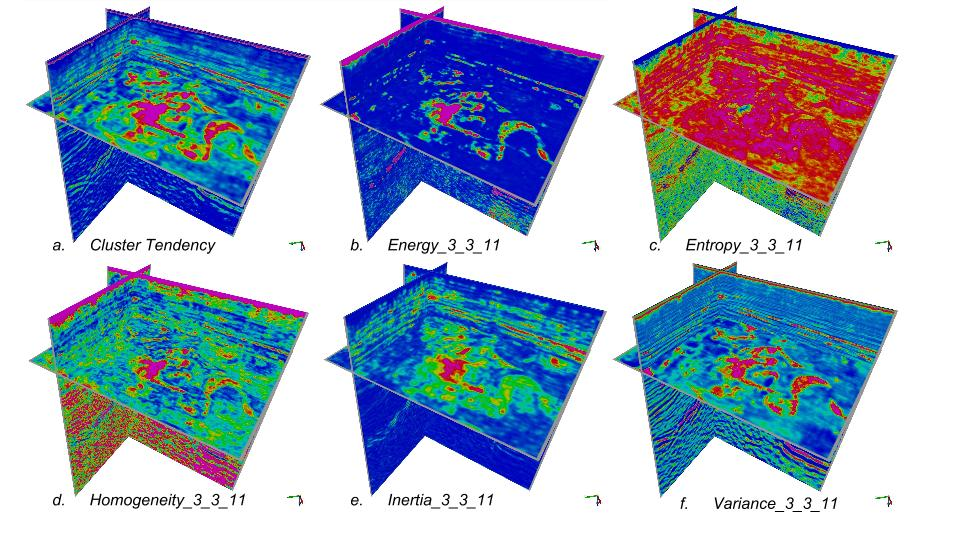 a. Cluster Tendency
b. Energy_3_3_11
c. Entropy_3_3_11
d. Homogeneity_3_3_11
e. Inertia_3_3_11
f. Variance_3_3_11